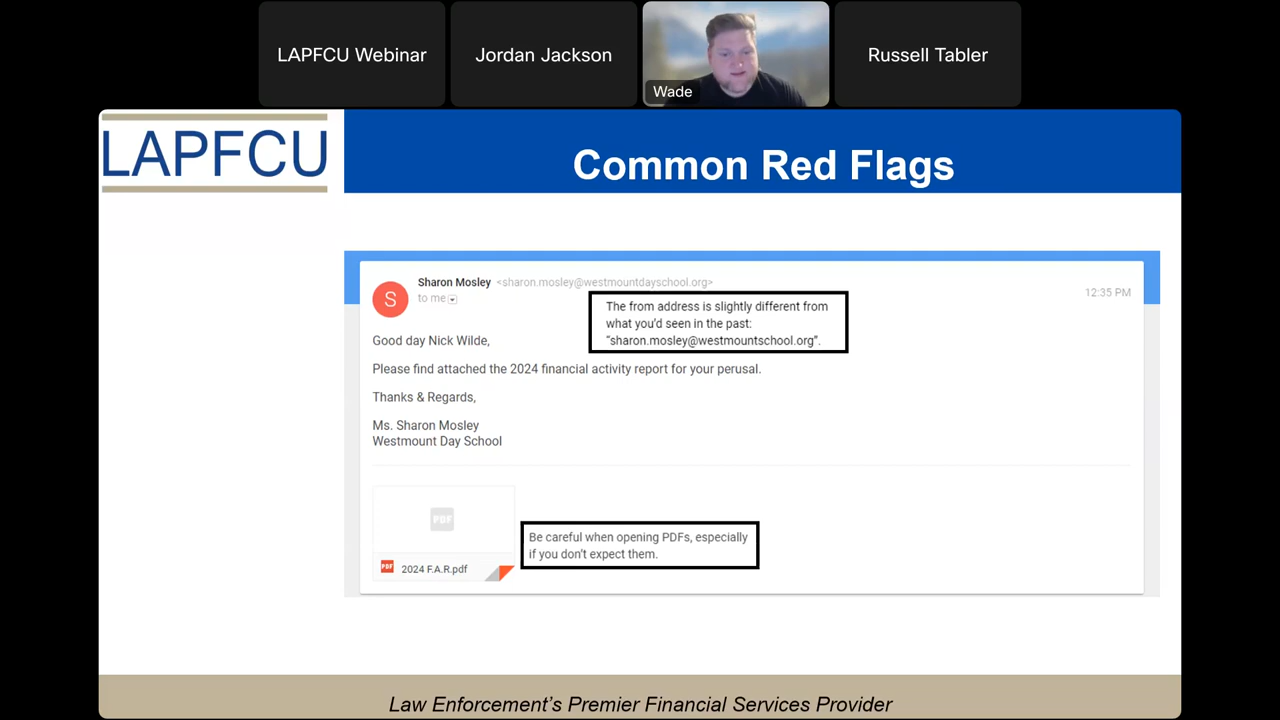 LAPFCU Webinar
Jordan Jackson
Wade
Russell Tabler
LAPFCU
Common Red Flags
Sharon Mosley <sharon.mosley@westmountdayschool.org>
to me
12:35 PM
S
The from address is slightly different from
what you'd seen in the past:
"sharon.mosley@westmountschool.org".
Good day Nick Wilde,
Please find attached the 2024 financial activity report for your perusal.
Thanks & Regards,
Ms. Sharon Mosley
Westmount Day School
PDF
Be careful when opening PDFs, especially
if you don't expect them.
PDF 2024 F.A.R.pdf
Law Enforcement's Premier Financial Services Provider